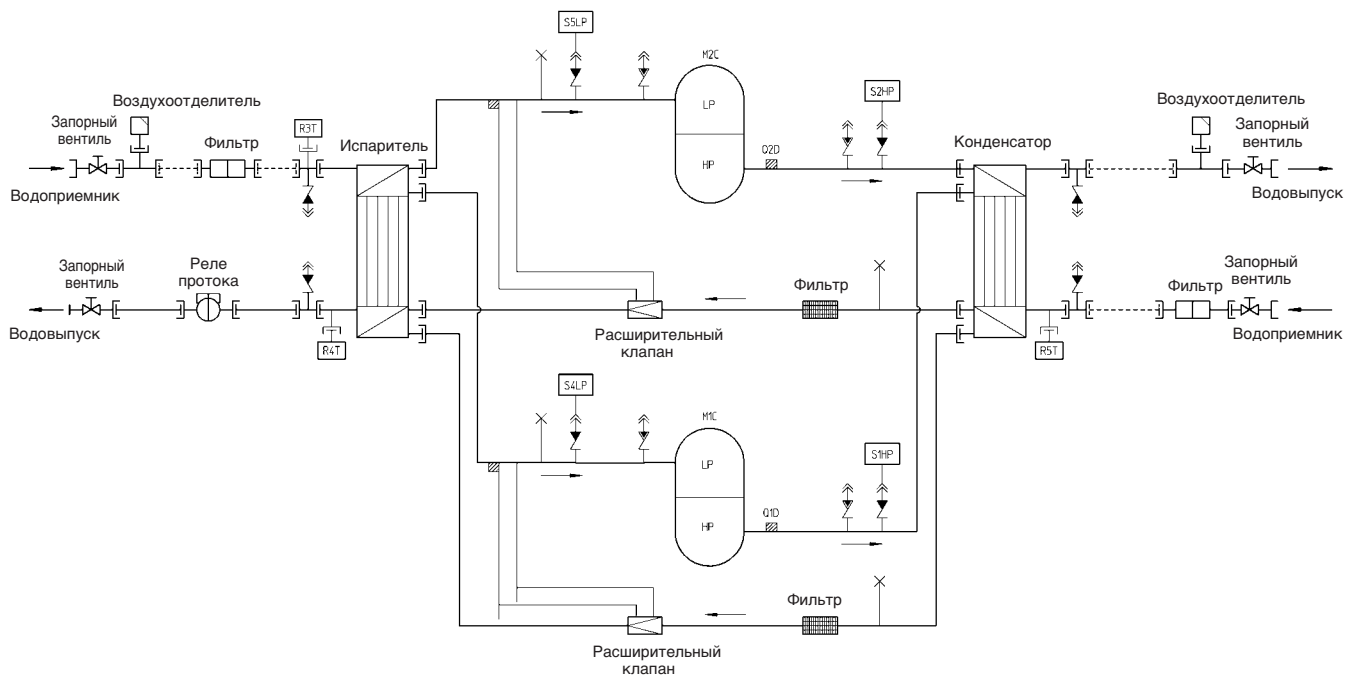 S5LP
M2C
Воздухоотделитель
S2HP
Воздухоотделитель
Запорный
вентиль
Фильтр
R3T
Испаритель
LP
HP
Q2D
Конденсатор
Запорный
вентиль
Водоприемник
Водовыпуск
Запорный
вентиль
Реле
протока
Фильтр
Фильтр
Запорный
вентиль
Водовыпуск
R4T
Расширительный
клапан
R5T
Водоприемник
S4LP
M1C
LP
HP
S1HP
Q1D
Фильтр
Расширительный
клапан